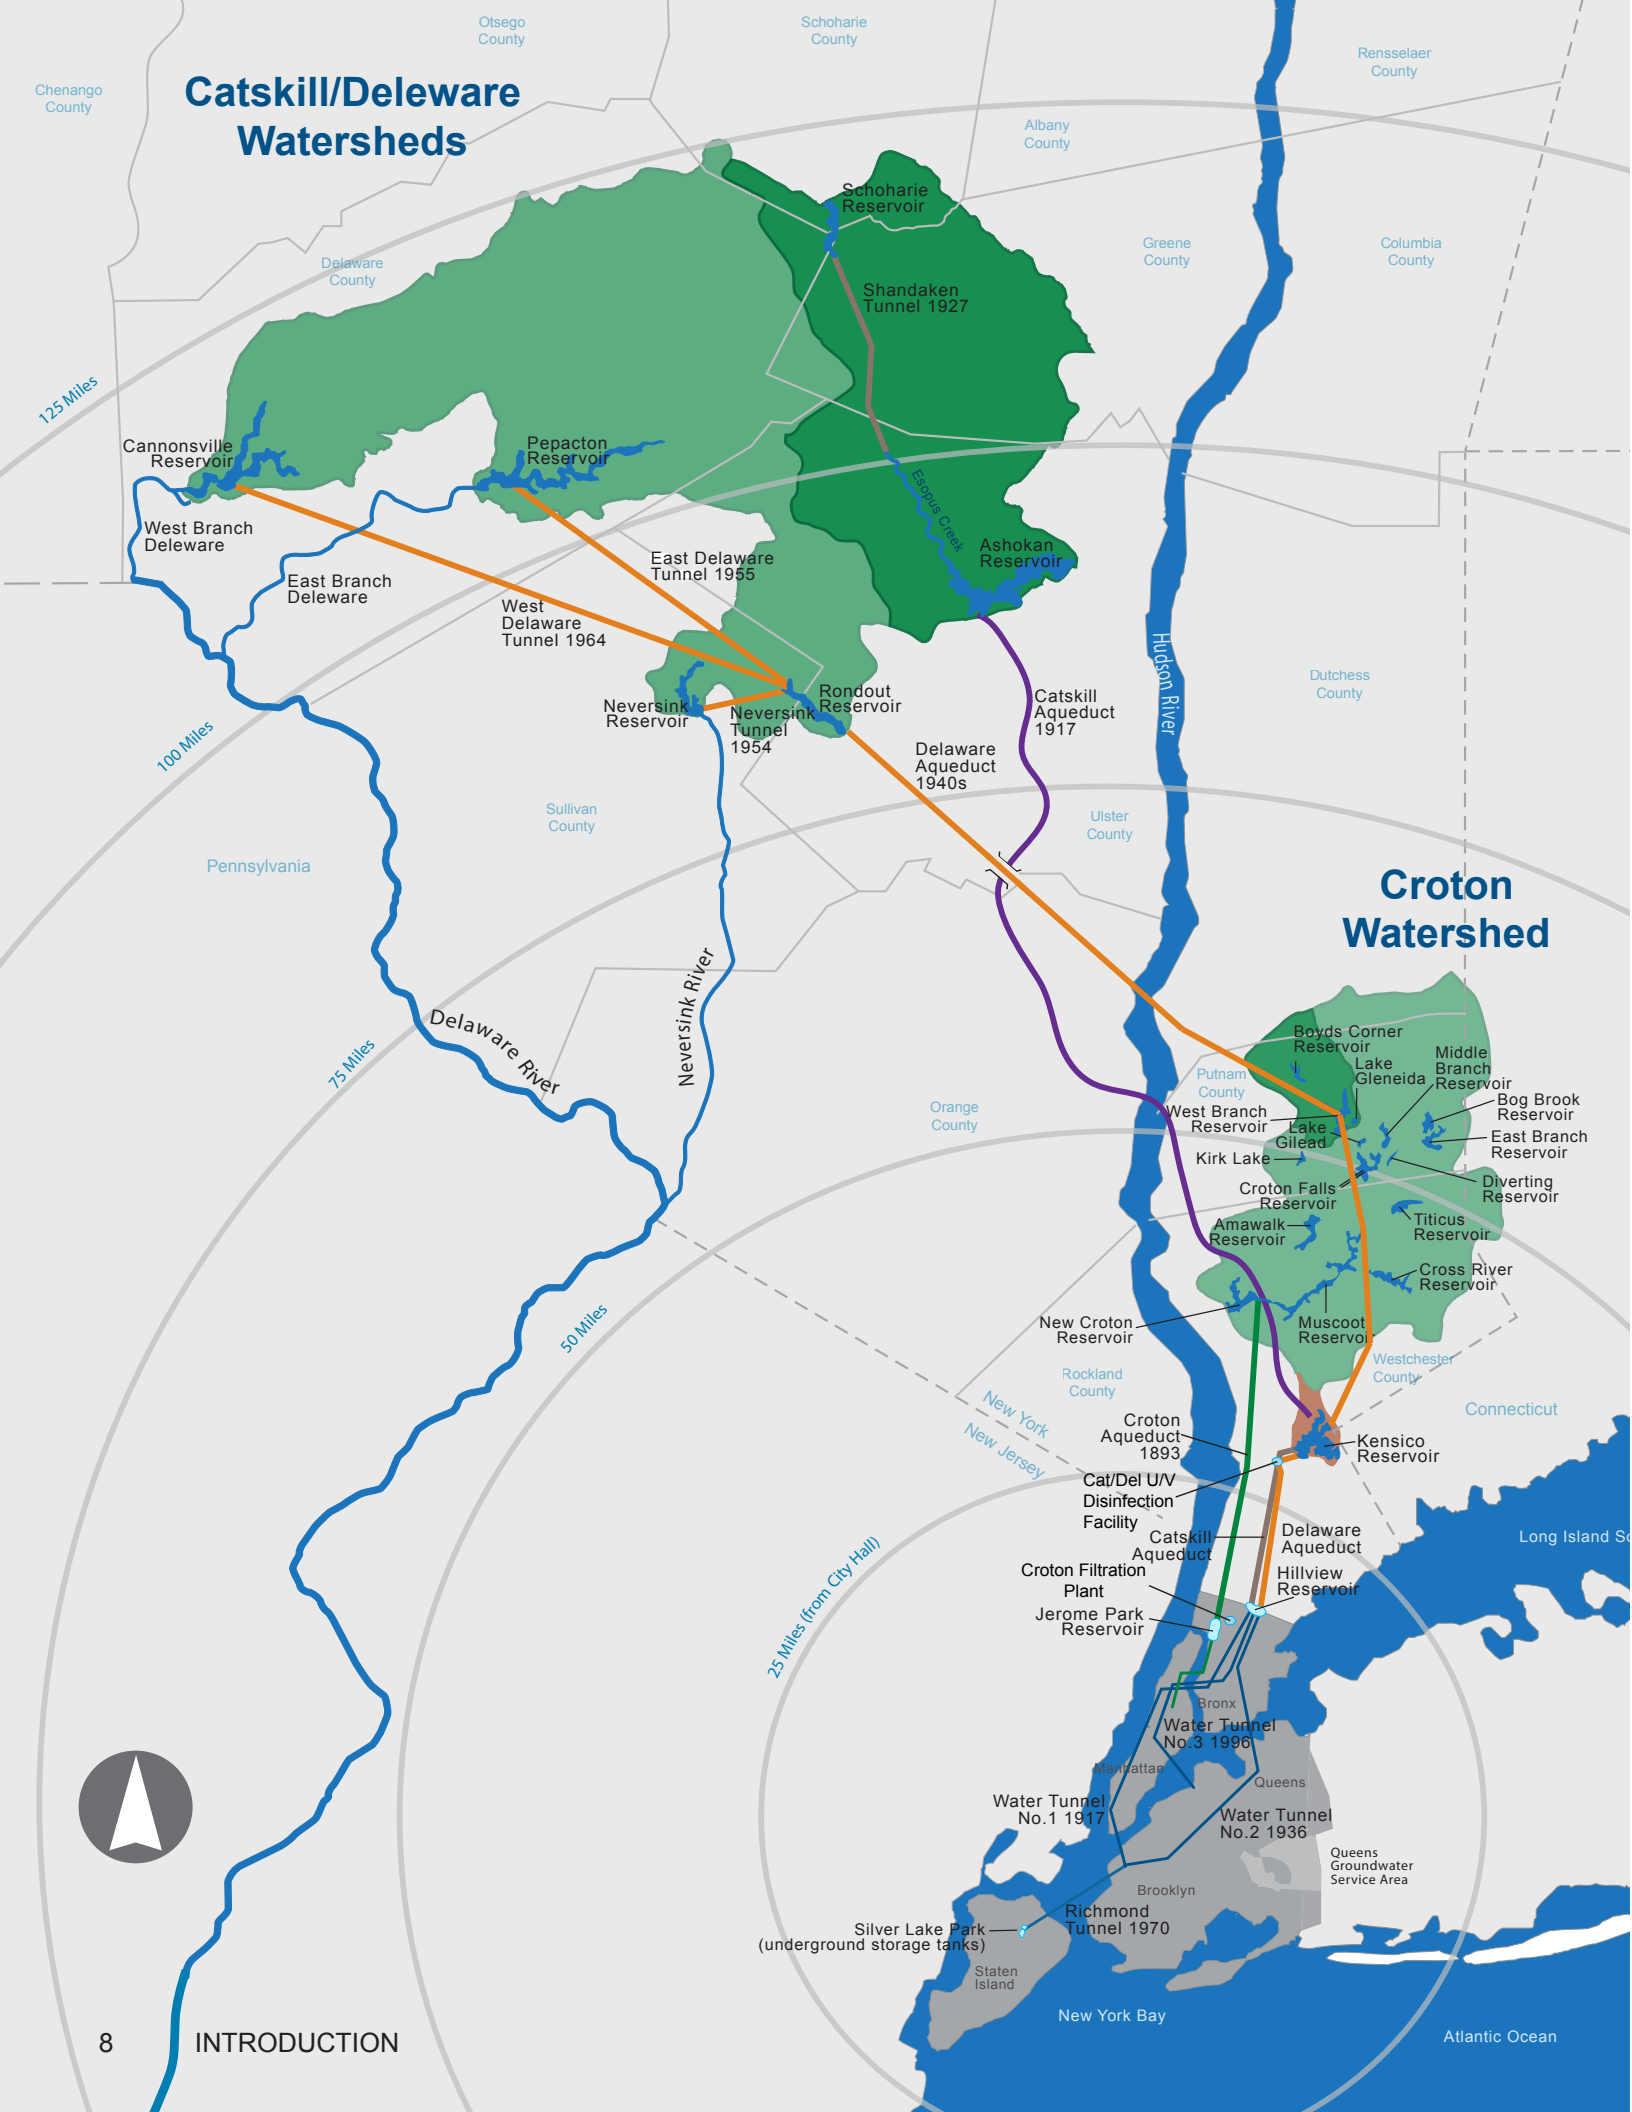 Otsego
County
Schoharie
County
Rensselaer
County
Chenango
County
Catskill/Deleware
Watersheds
Albany
County
Schoharie
Reservoir
Greene
County
Columbia
County
Delaware
County
Shandaken
Tunnel 1927
125 Miles
Cannonsville
Reservoir
Pepacton
Reservoir
Esopus Creek
West Branch
Deleware
Ashokan
Reservoir
East Delaware
Tunnel 1955
East Branch
Deleware
West
Delaware
Tunnel 1964
Hudson River
Dutchess
County
Neversink
Reservoir
Neversink
Tunnel
1954
Rondout
Reservoir
Catskill
Aqueduct
1917
100 Miles
Delaware
Aqueduct
1940s
Sullivan
County
Ulster
County
Pennsylvania
Croton
Watershed
Neversink River
Delaware River
75 Miles
Boyds Corner
Reservoir
Lake
Gleneida
Middle
Branch
Reservoir
Putnam
County
Bog Brook
Reservoir
Orange
County
West Branch
Reservoir
Lake
Gilead
East Branch
Reservoir
Kirk Lake
Croton Falls
Reservoir
Diverting
Reservoir
Amawalk
Reservoir
Titicus
Reservoir
Cross River
Reservoir
50 Miles
New Croton
Reservoir
Muscoot
Reservoir
Rockland
County
Westchester
County
New York
New Jersey
Connecticut
Croton
Aqueduct
1893
Kensico
Reservoir
Cat/Del U/V
Disinfection
Facility
Catskill
Aqueduct
Delaware
Aqueduct
Long Island So
25 Miles (from City Hall)
Croton Filtration
Plant
Hillview
Reservoir
Jerome Park
Reservoir
Bronx
Water Tunnel
No.3 1996
Manhattan
Queens
Water Tunnel
No.1 1917
Water Tunnel
No.2 1936
Queens
Groundwater
Service Area
Brooklyn
Richmond
Tunnel 1970
Silver Lake Park
(underground storage tanks)
Staten
Island
New York Bay
Atlantic Ocean
8 INTRODUCTION